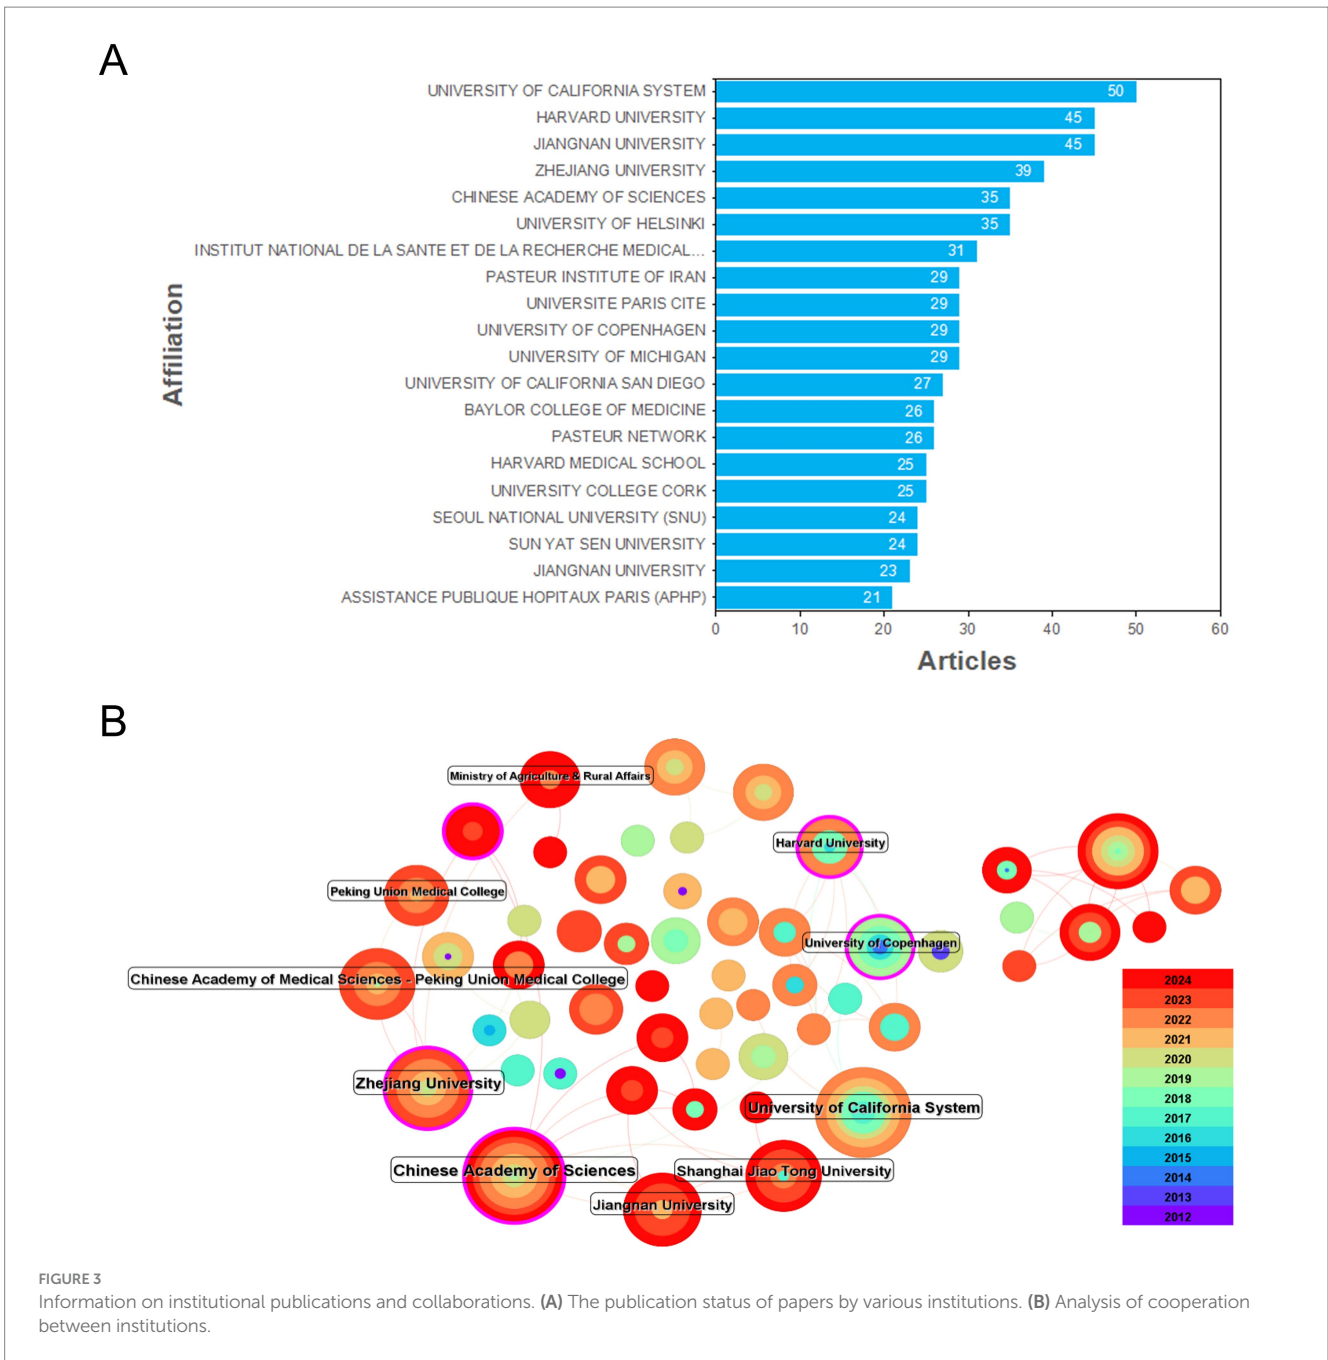 A
UNIVERSITY OF CALIFORNIA SYSTEM 50
HARVARD UNIVERSITY 45
JIANGNAN UNIVERSITY 45
ZHEJIANG UNIVERSITY 39
CHINESE ACADEMY OF SCIENCES 35
UNIVERSITY OF HELSINKI 35
INSTITUT NATIONAL DE LA SANTE ET DE LA RECHERCHE MEDICAL... 31
PASTEUR INSTITUTE OF IRAN 29
UNIVERSITE PARIS CITE 29
UNIVERSITY OF COPENHAGEN 29
UNIVERSITY OF MICHIGAN 29
UNIVERSITY OF CALIFORNIA SAN DIEGO 27
BAYLOR COLLEGE OF MEDICINE 26
PASTEUR NETWORK 26
HARVARD MEDICAL SCHOOL 25
UNIVERSITY COLLEGE CORK 25
SEOUL NATIONAL UNIVERSITY (SNU) 24
SUN YAT SEN UNIVERSITY 24
JIANGNAN UNIVERSITY 23
ASSISTANCE PUBLIQUE HOPITAUX PARIS (APHP) 21
Affiliation
0 10 20 30 40 50 60
Articles
B
Ministry of Agriculture & Rural Affairs
Harvard University
Peking Union Medical College
University of Copenhagen
Chinese Academy of Medical Sciences - Peking Union Medical College
Zhejiang University
University of California System
Chinese Academy of Sciences
Shanghai Jiao Tong University
Jiangnan University
2024
2023
2022
2021
2020
2019
2018
2017
2016
2015
2014
2013
2012
FIGURE 3
Information on institutional publications and collaborations. (A) The publication status of papers by various institutions. (B) Analysis of cooperation
between institutions.